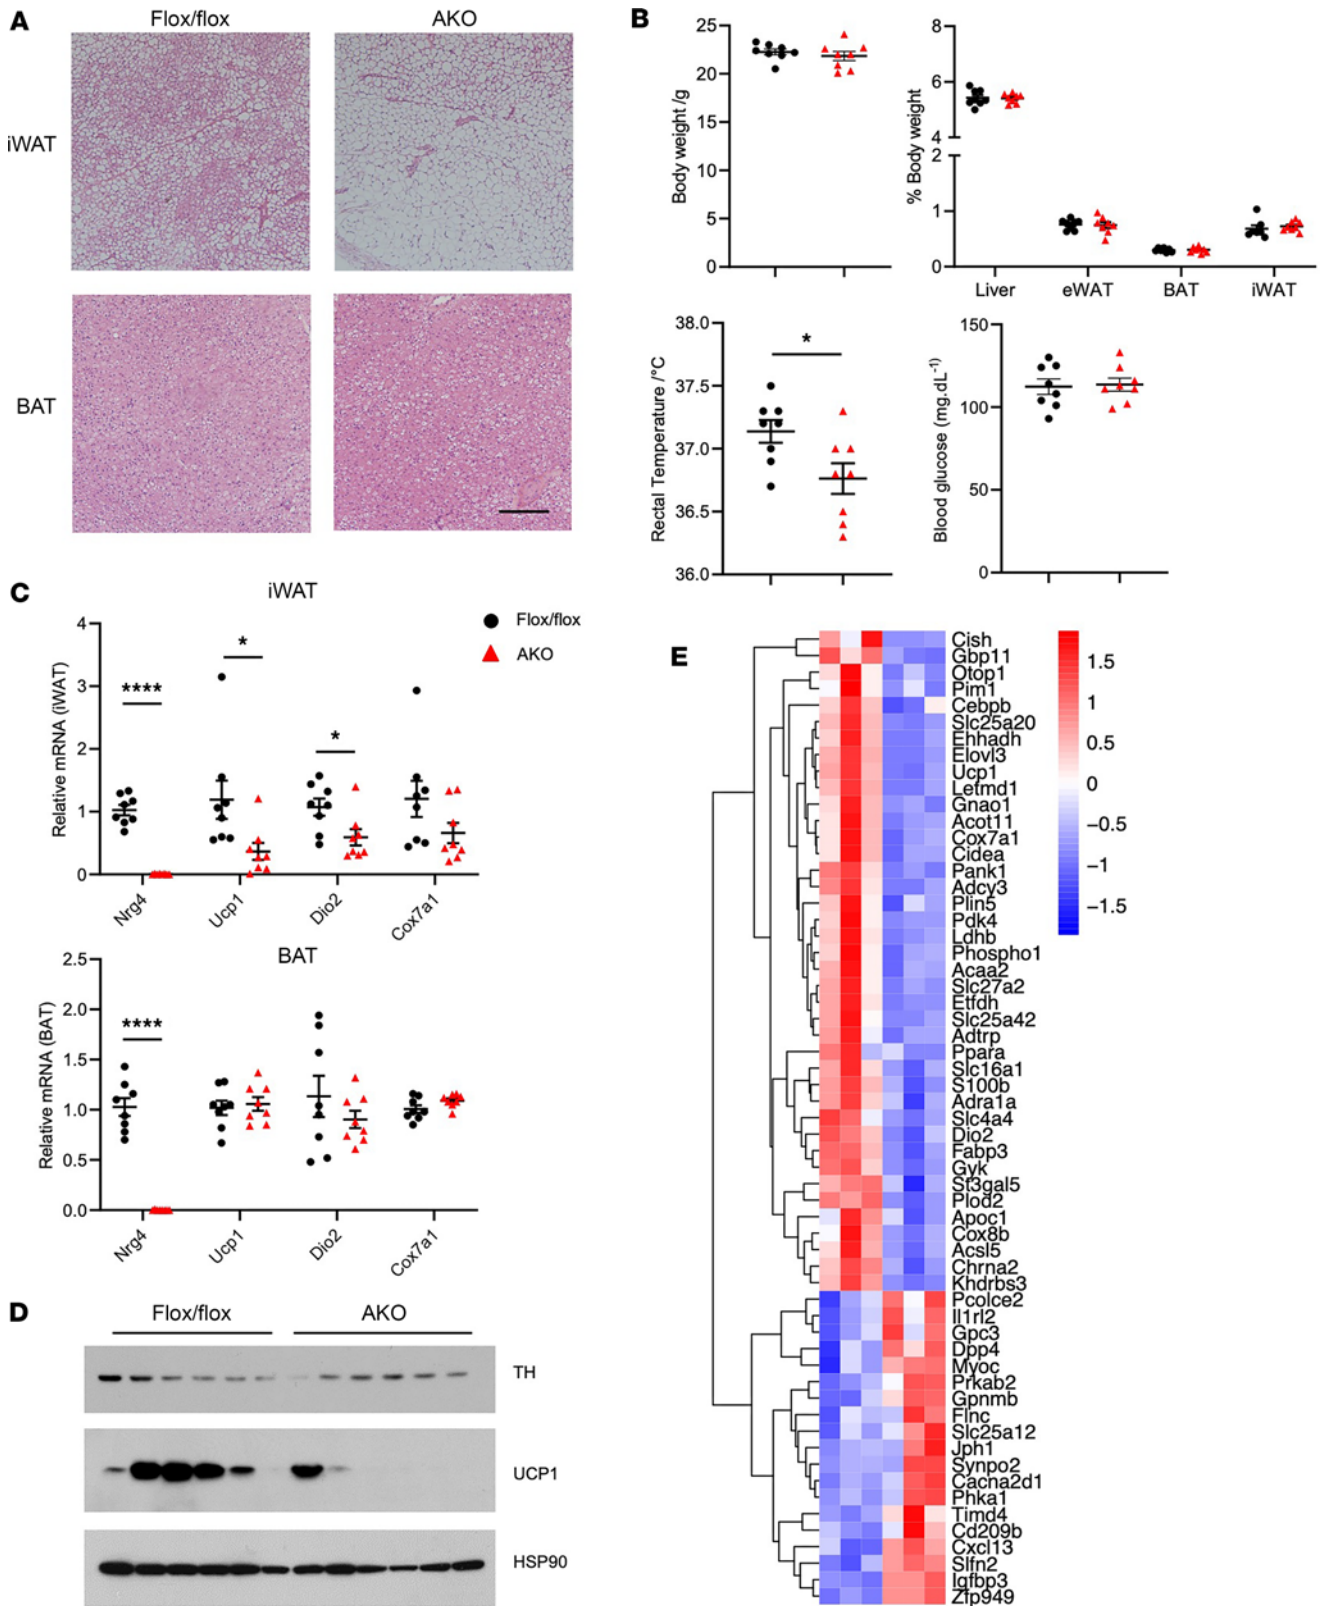 A
Flox/flox
AKO
iWAT
BAT
B
Body weight /g
25
20
15
10
5
0
% Body weight
8
6
4
2
1
0
Liver
eWAT
BAT
iWAT
Rectal Temperature /°C
38.0
37.5
37.0
36.5
36.0
*
Blood glucose (mg.dL⁻¹)
150
100
50
0
C
iWAT
Flox/flox
AKO
Relative mRNA (iWAT)
4
3
2
1
0
****
*
*
Nrg4
Ucp1
Dio2
Cox7a1
BAT
Relative mRNA (BAT)
2.5
2.0
1.5
1.0
0.5
0.0
****
Nrg4
Ucp1
Dio2
Cox7a1
D
Flox/flox
AKO
TH
UCP1
HSP90
E
Cish
Gbp11
Otop1
Pim1
Cebpb
Slc25a20
Ehhadh
Elovl3
Ucp1
Letmd1
Gnao1
Acot11
Cox7a1
Cidea
Pank1
Adcy3
Plin5
Pdk4
Ldhb
Phospho1
Acaa2
Slc27a2
Etfdh
Slc25a42
Adtrp
Ppara
Slc16a1
S100b
Adra1a
Slc4a4
Dio2
Fabp3
Gyk
St3gal5
Plod2
Apoc1
Cox8b
Acsl5
Chrna2
Khdrbs3
Pcolce2
Il1rl2
Gpc3
Dpp4
Myoc
Prkab2
Gpnmb
Flnc
Slc25a12
Jph1
Synpo2
Cacna2d1
Phka1
Timd4
Cd209b
Cxcl13
Slfn2
Igfbp3
Zfp949
1.5
1
0.5
0
−0.5
−1
−1.5